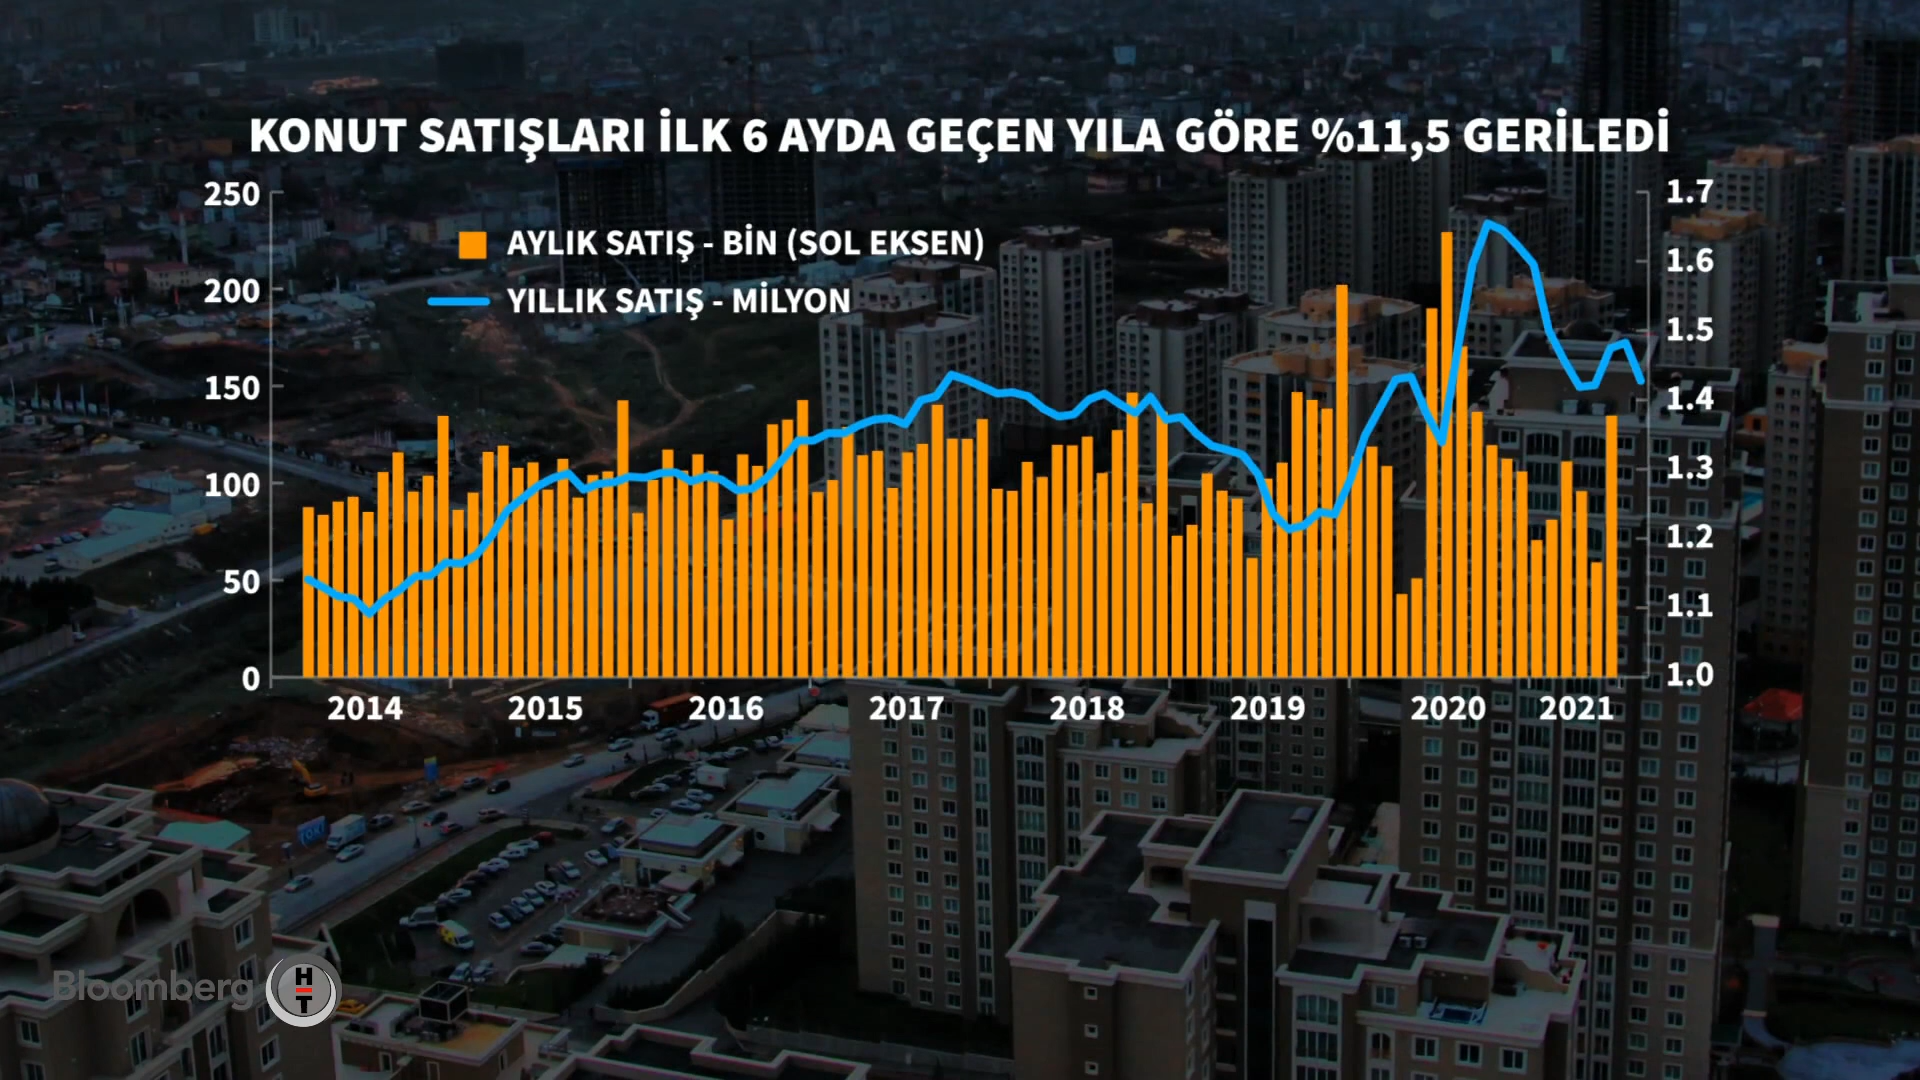 KONUT SATIŞLARI İLK 6 AYDA GEÇEN YILA GÖRE %11,5 GERİLEDİ
AYLIK SATIŞ - BİN (SOL EKSEN)
YILLIK SATIŞ - MİLYON
250
200
150
100
50
0
1.7
1.6
1.5
1.4
1.3
1.2
1.1
1.0
2014 2015 2016 2017 2018 2019 2020 2021
TOKİ
Bloomberg HT